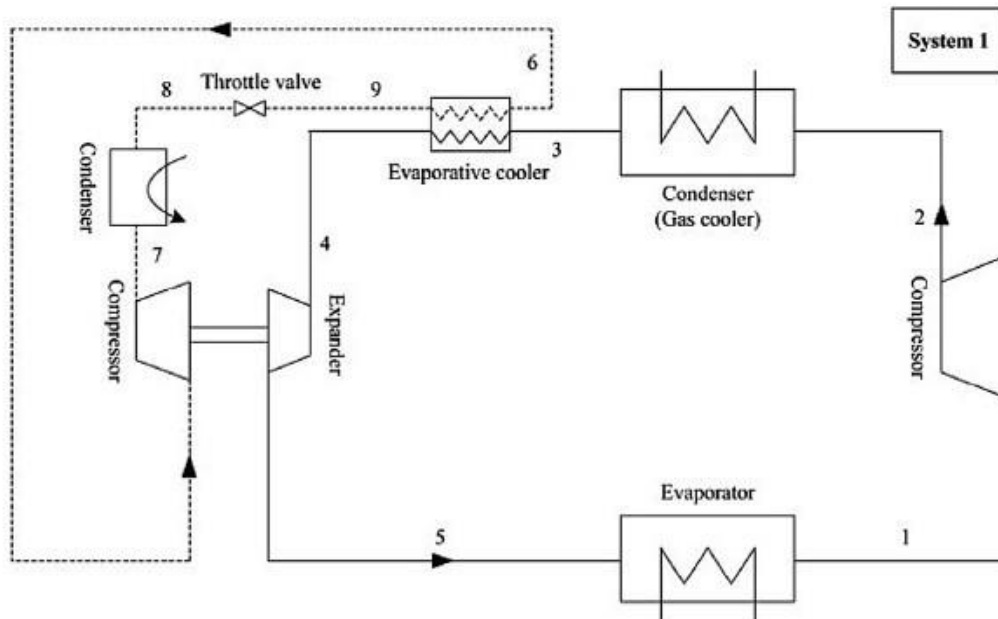 System 1
6
8
Throttle valve
9
Evaporative cooler
3
Condenser
(Gas cooler)
Condenser
2
7
4
Compressor
Expander
Compressor
Evaporator
5
1